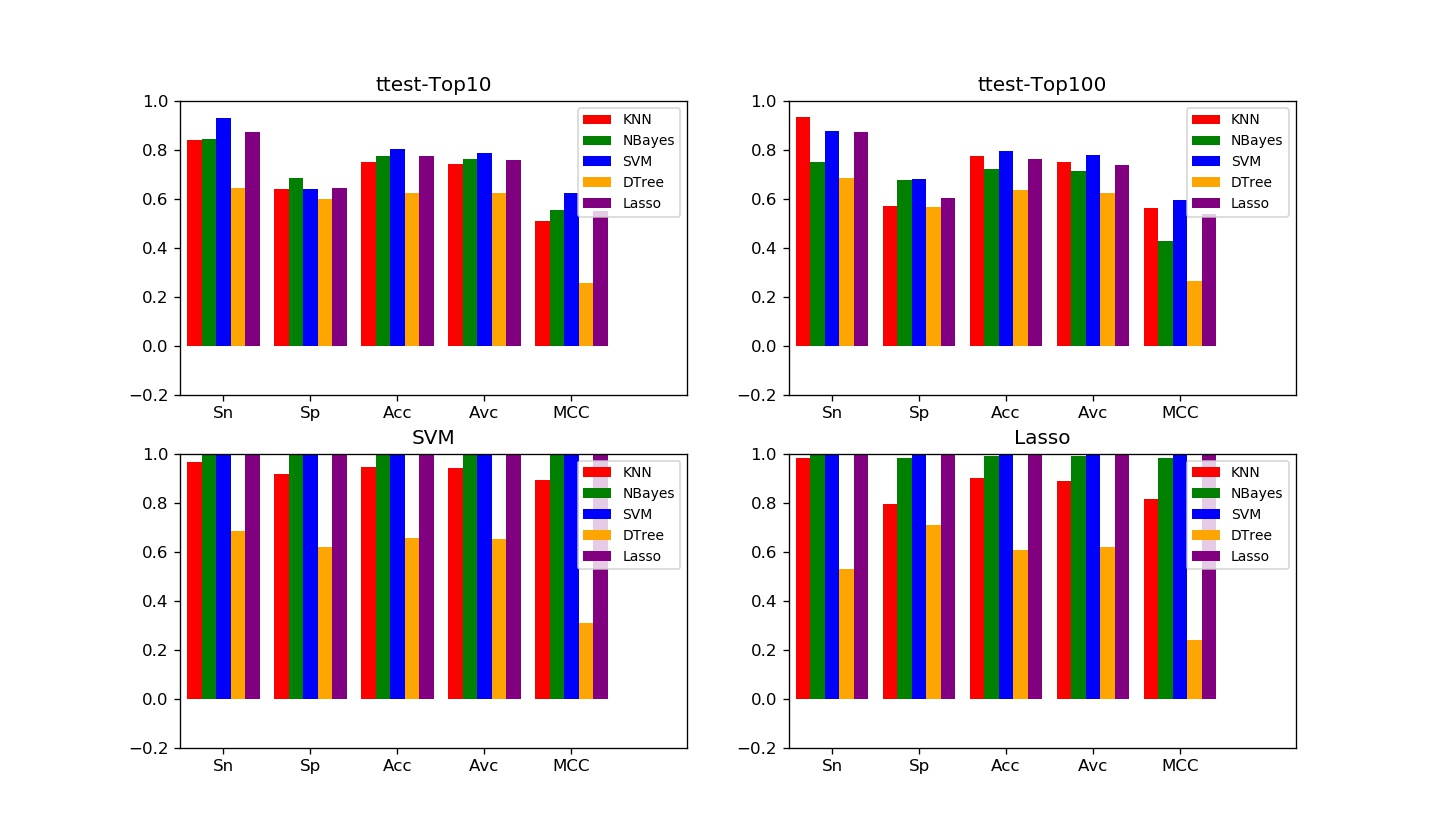 ttest-Top10
1.0
0.8
0.6
0.4
0.2
0.0
−0.2
Sn Sp Acc Avc MCC
KNN
NBayes
SVM
DTree
Lasso
ttest-Top100
1.0
0.8
0.6
0.4
0.2
0.0
−0.2
Sn Sp Acc Avc MCC
KNN
NBayes
SVM
DTree
Lasso
SVM
1.0
0.8
0.6
0.4
0.2
0.0
−0.2
Sn Sp Acc Avc MCC
KNN
NBayes
SVM
DTree
Lasso
Lasso
1.0
0.8
0.6
0.4
0.2
0.0
−0.2
Sn Sp Acc Avc MCC
KNN
NBayes
SVM
DTree
Lasso